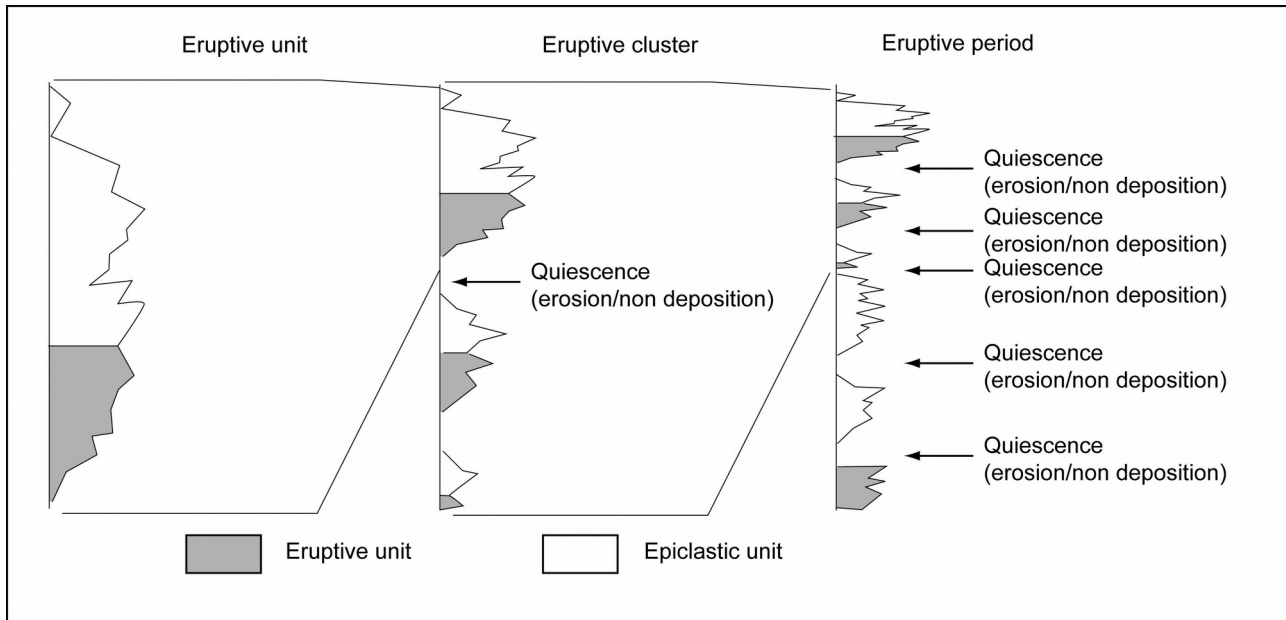 Eruptive unit
Eruptive cluster
Eruptive period
Quiescence
(erosion/non deposition)
Quiescence
(erosion/non deposition)
Quiescence
(erosion/non deposition)
Quiescence
(erosion/non deposition)
Quiescence
(erosion/non deposition)
Quiescence
(erosion/non deposition)
Eruptive unit
Epiclastic unit